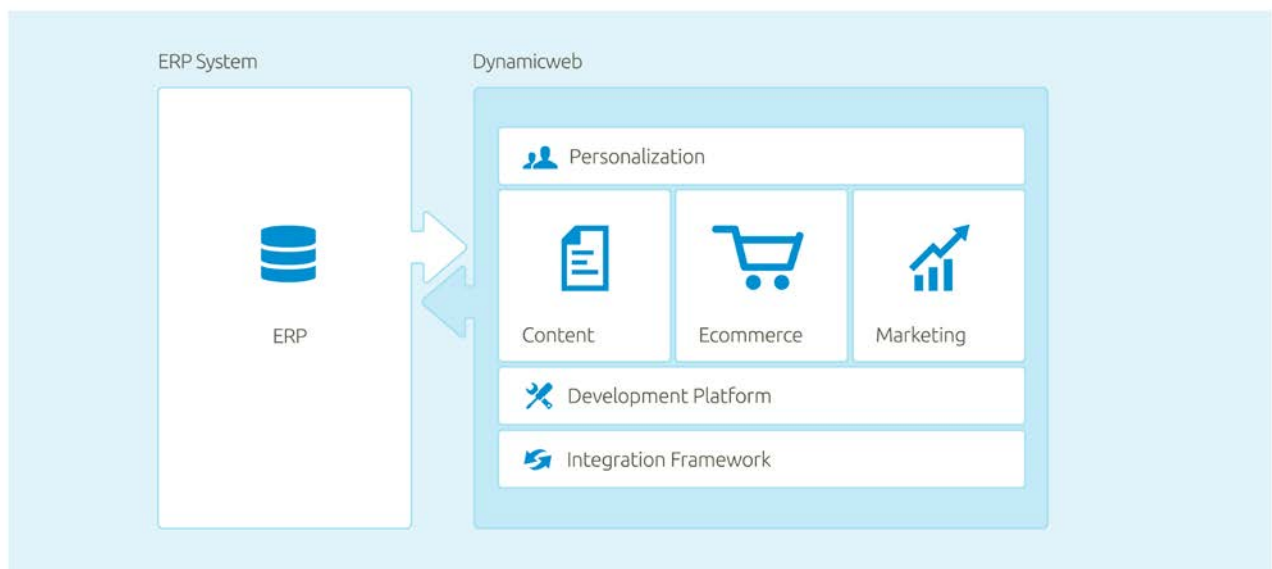 ERP System
Dynamicweb
Personalization
ERP
Content
Ecommerce
Marketing
Development Platform
Integration Framework